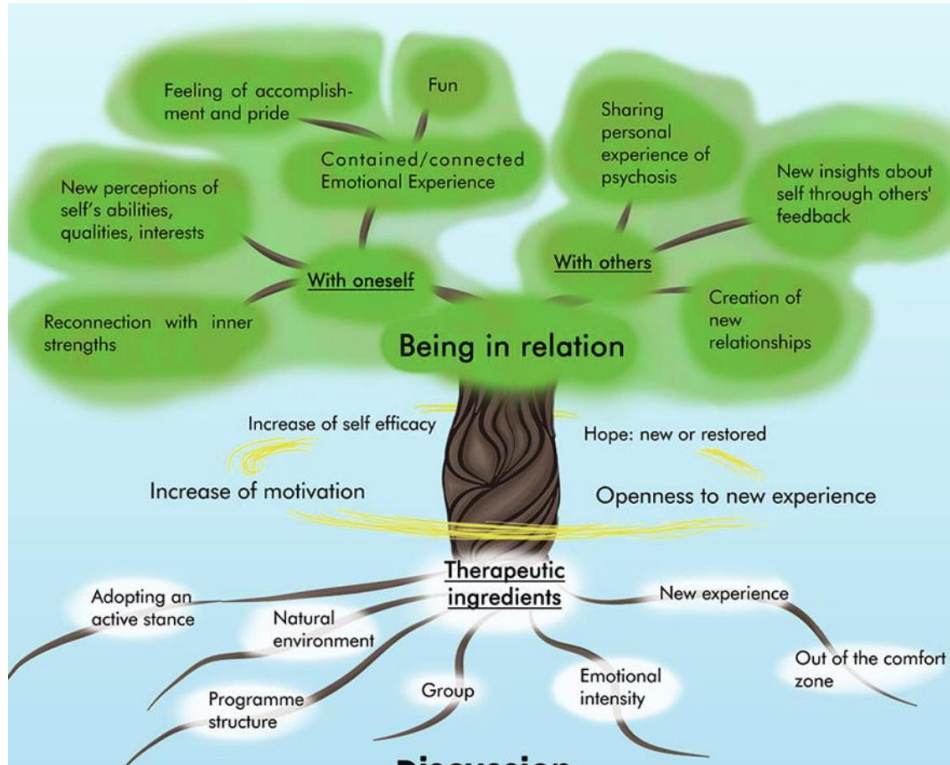 Feeling of accomplish-
ment and pride
Fun
Contained/connected
Emotional Experience
Sharing
personal
experience of
psychosis
New insights about
self through others'
feedback
New perceptions of
self's abilities,
qualities, interests
With oneself
With others
Reconnection with inner
strengths
Creation of
new
relationships
Being in relation
Increase of self efficacy
Hope: new or restored
Increase of motivation
Openness to new experience
Therapeutic
ingredients
Adopting an
active stance
Natural
environment
Programme
structure
Group
Emotional
intensity
New experience
Out of the comfort
zone
Discussion